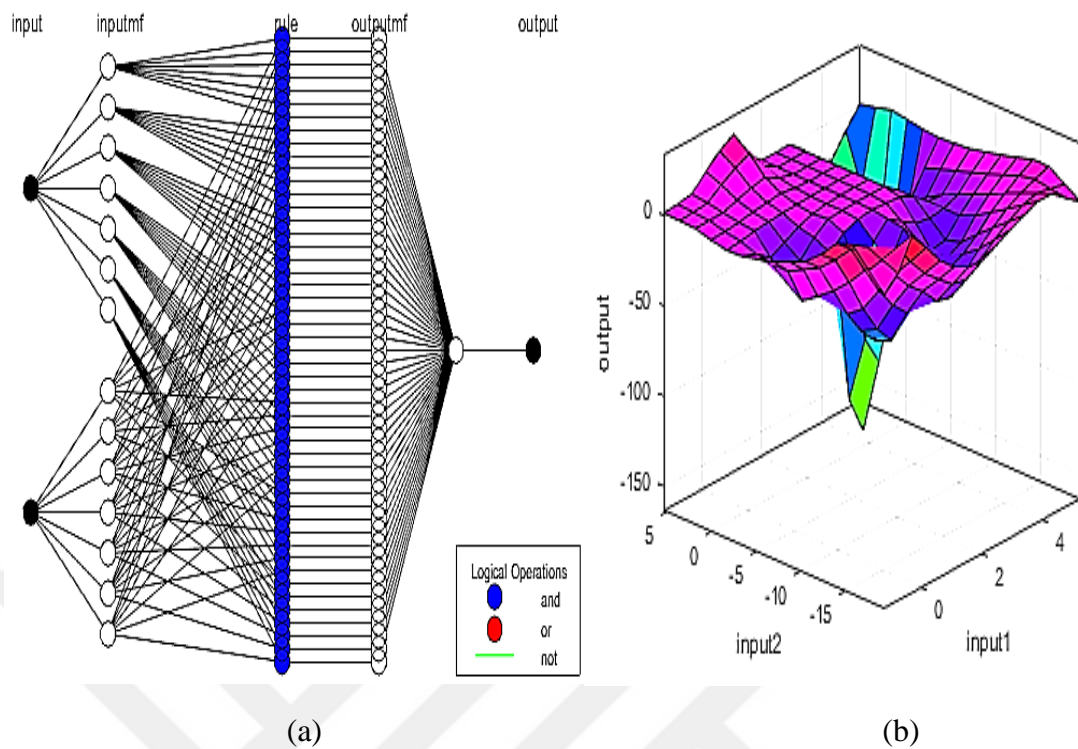 input
inputmf
rule
outputmf
output
Logical Operations
and
or
not
0
-50
-100
-150
output
5
0
-5
-10
-15
input2
0
2
4
input1
(a)
(b)